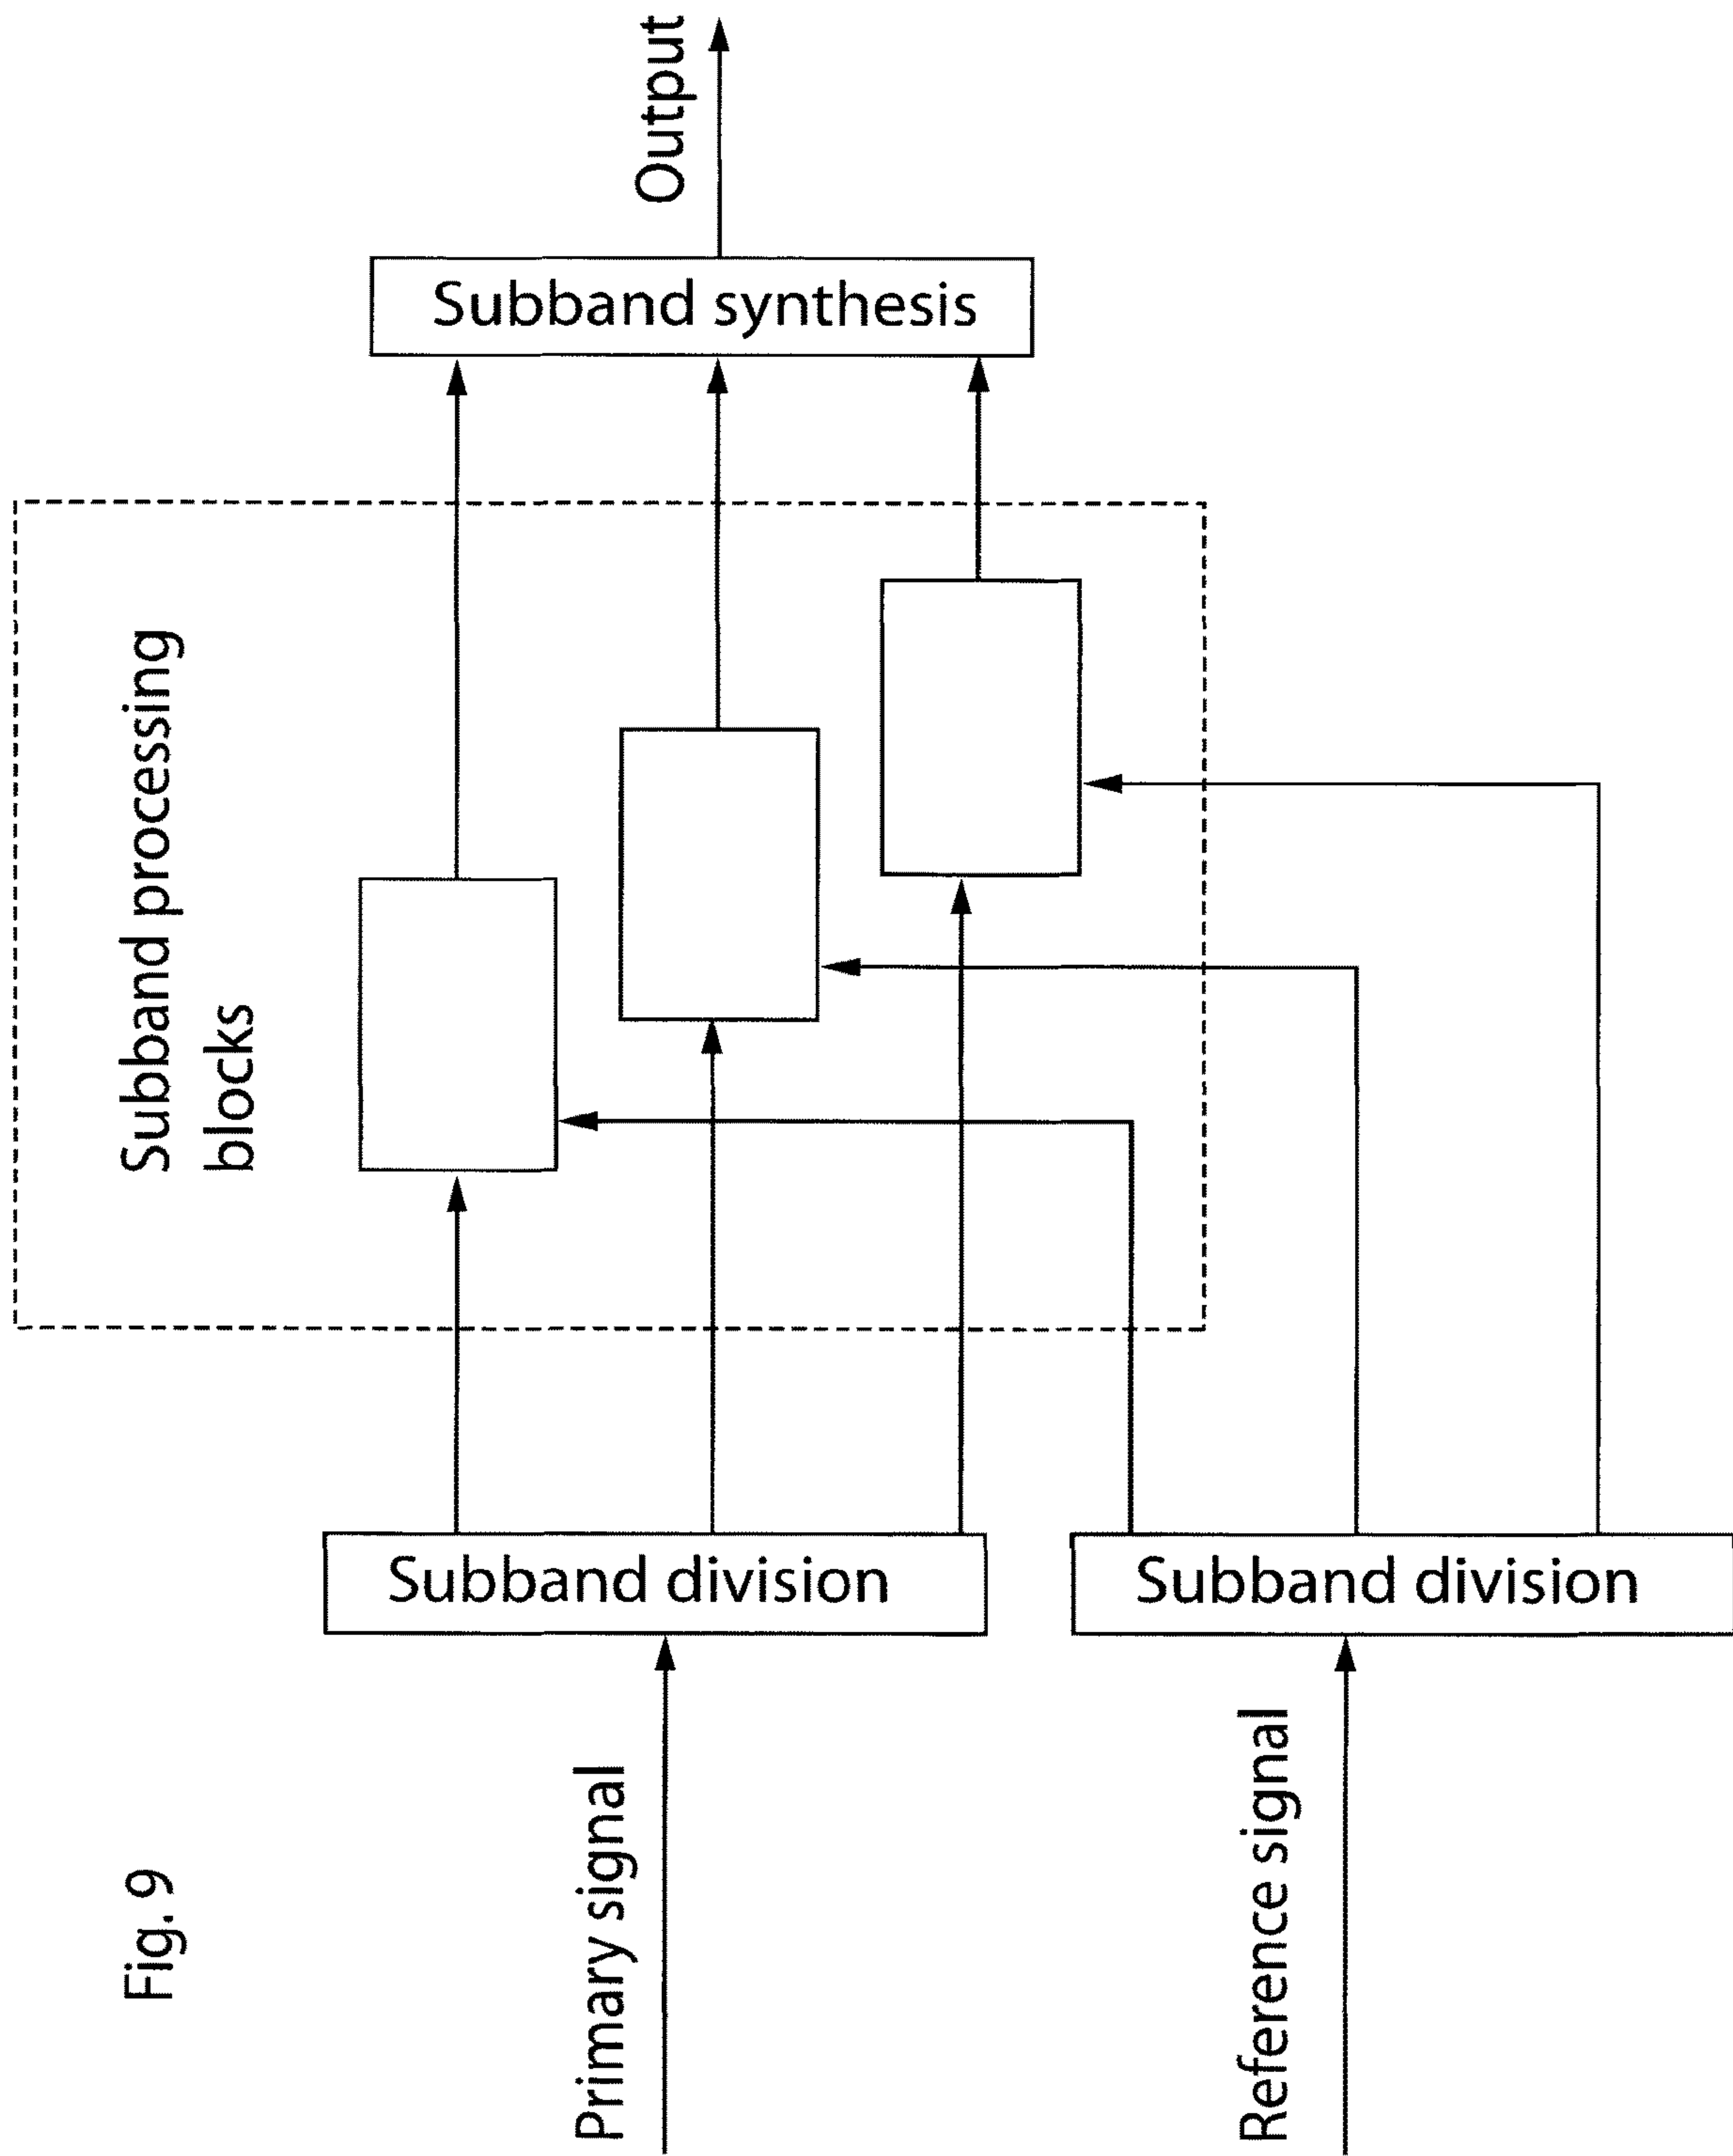 Fig. 9
Subband processing
blocks
Primary signal
Reference signal
Subband division
Subband division
Subband synthesis
Output